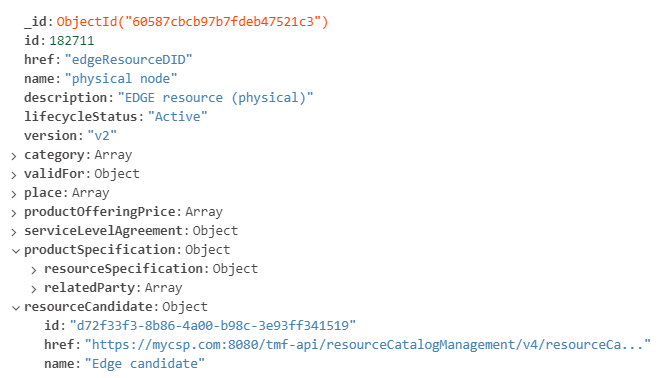 _id: ObjectId("60587cbcb97b7fdeb47521c3")
id: 182711
href: "edgeResourceDID"
name: "physical node"
description: "EDGE resource (physical)"
lifecycleStatus: "Active"
version: "v2"
category: Array
validFor: Object
place: Array
productOfferingPrice: Array
serviceLevelAgreement: Object
productSpecification: Object
resourceSpecification: Object
relatedParty: Array
resourceCandidate: Object
id: "d72f33f3-8b86-4a00-b98c-3e93ff341519"
href: "https://mycsp.com:8080/tmf-api/resourceCatalogManagement/v4/resourceCa..."
name: "Edge candidate"